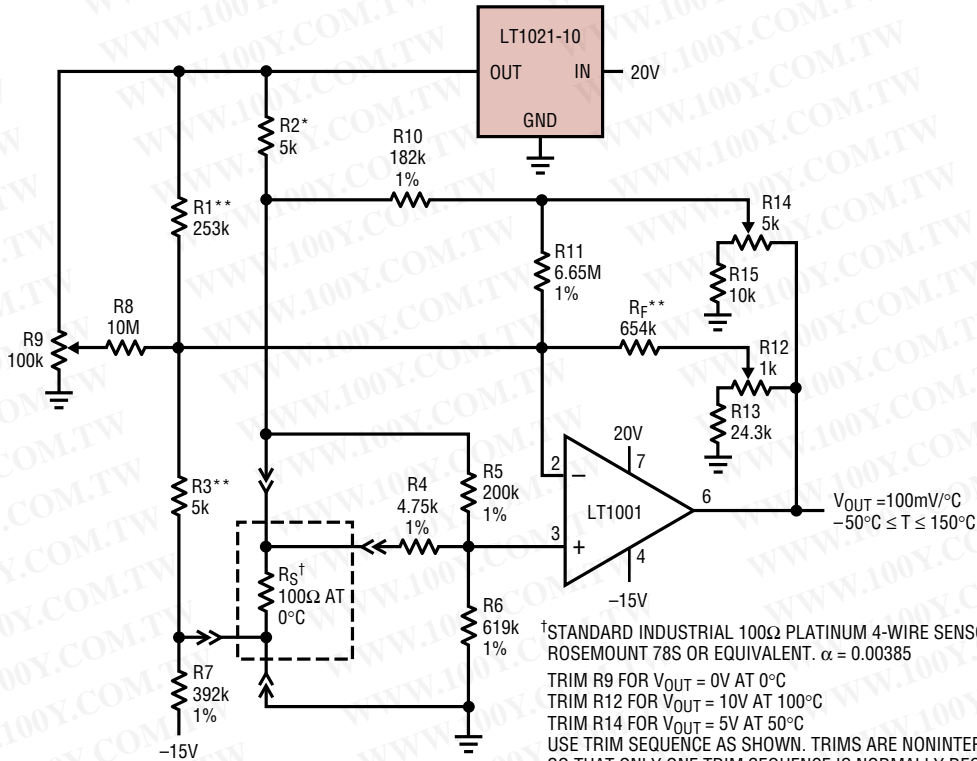 LT1021-10
OUT
IN
20V
GND
R2*
5k
R10
182k
1%
R14
5k
R1**
253k
R11
6.65M
1%
R15
10k
R8
10M
R9
100k
RF**
654k
R12
1k
R13
24.3k
20V
R3**
5k
R4
4.75k
1%
R5
200k
1%
2
7
–
LT1001
6
3
+
4
–15V
VOUT =100mV/°C
–50°C ≤ T ≤ 150°C
RS†
100Ω AT
0°C
R6
619k
1%
R7
392k
1%
–15V
†STANDARD INDUSTRIAL 100Ω PLATINUM 4-WIRE
ROSEMOUNT 78S OR EQUIVALENT. α = 0.00385
TRIM R9 FOR VOUT = 0V AT 0°C
TRIM R12 FOR VOUT = 10V AT 100°C
TRIM R14 FOR VOUT = 5V AT 50°C
USE TRIM SEQUENCE AS SHOWN. TRIMS ARE
WWW.100Y.COM.TW